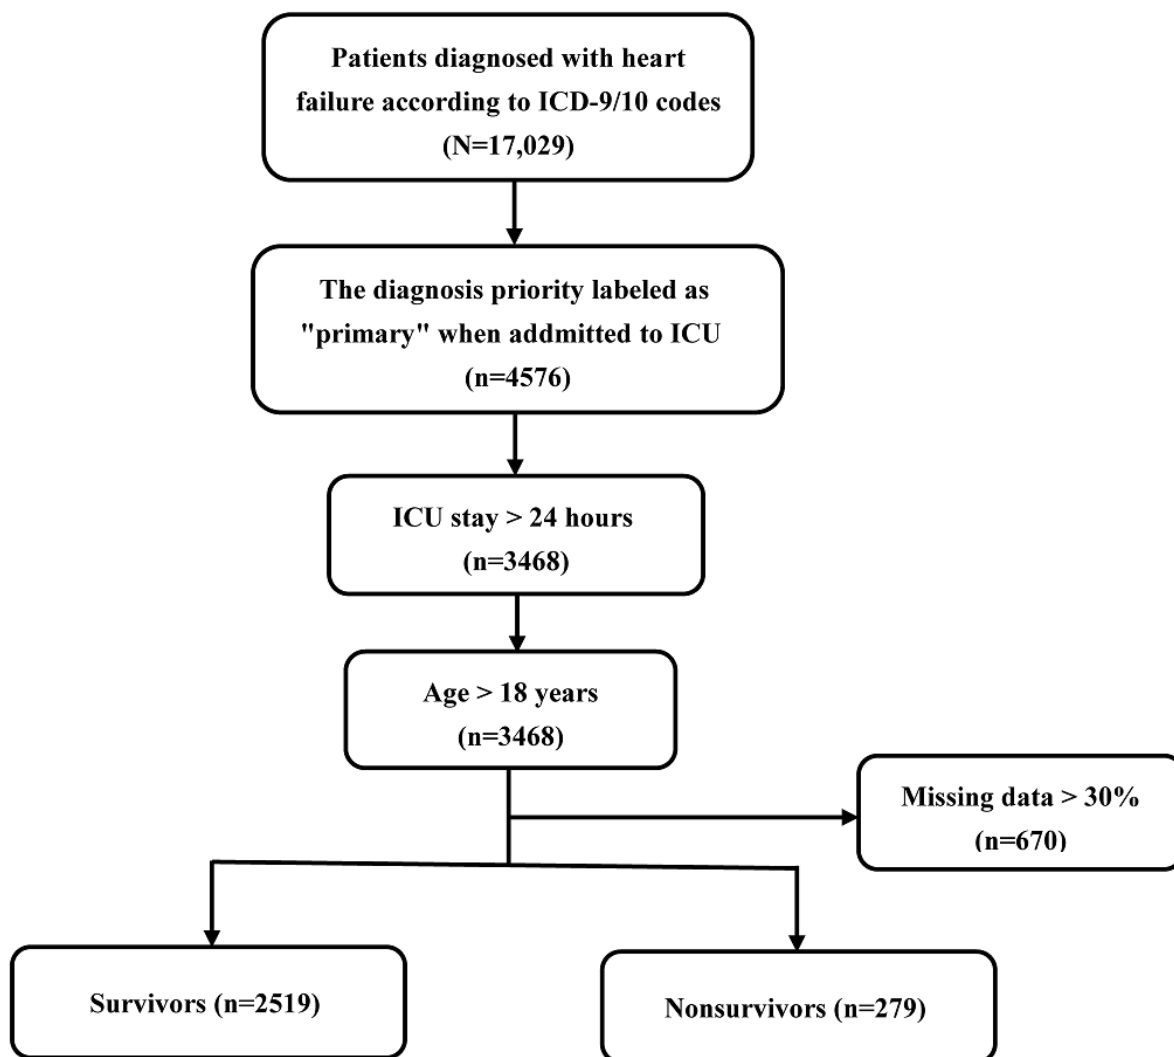 Patients diagnosed with heart
failure according to ICD-9/10 codes
(N=17,029)
The diagnosis priority labeled as
"primary" when addmitted to ICU
(n=4576)
ICU stay > 24 hours
(n=3468)
Age > 18 years
(n=3468)
Missing data > 30%
(n=670)
Survivors (n=2519)
Nonsurvivors (n=279)